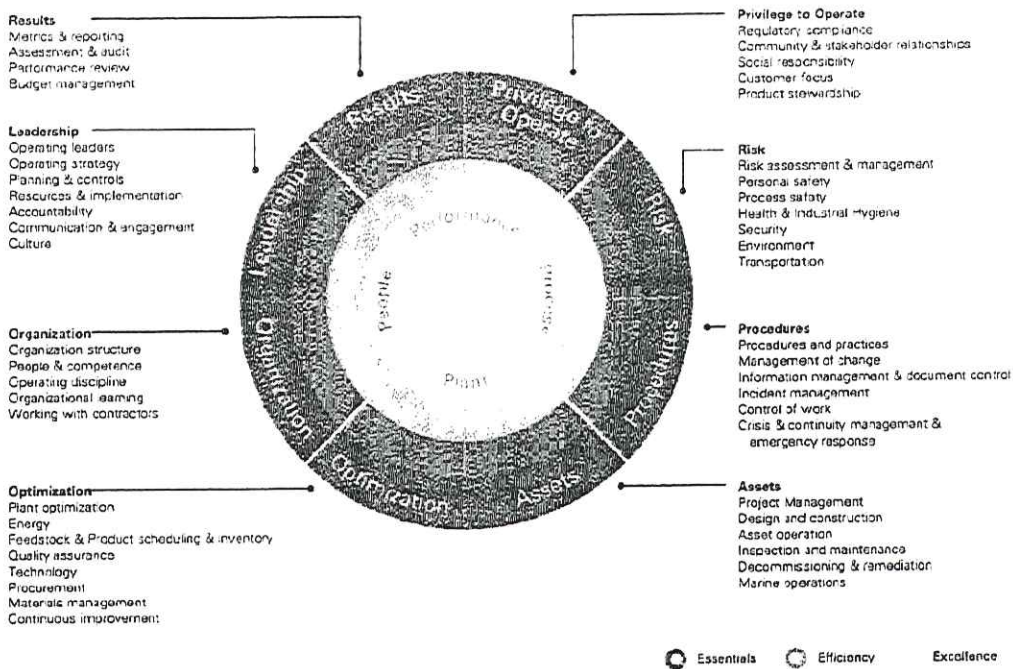 Results
Metrics & reporting
Assessment & audit
Performance review
Budget management
Leadership
Operating leaders
Operating strategy
Planning & controls
Resources & implementation
Accountability
Communication & engagement
Culture
Organization
Organization structure
People & competence
Operating discipline
Organizational learning
Working with contractors
Optimization
Plant optimization
Energy
Feedstock & Product scheduling & inventory
Quality assurance
Technology
Procurement
Materials management
Continuous improvement
Results
Privilege to
Operate
Leadership
Risk
Organization
Procedures
Optimization
Assets
Performance
People
Process
Plant
Privilege to Operate
Regulatory compliance
Community & stakeholder relationships
Social responsibility
Customer focus
Product stewardship
Risk
Risk assessment & management
Personal safety
Process safety
Health & Industrial Hygiene
Security
Environment
Transportation
Procedures
Procedures and practices
Management of change
Information management & document control
Incident management
Control of work
Crisis & continuity management &
emergency response
Assets
Project Management
Design and construction
Asset operation
Inspection and maintenance
Decommissioning & remediation
Marine operations
Essentials
Efficiency
Excellence